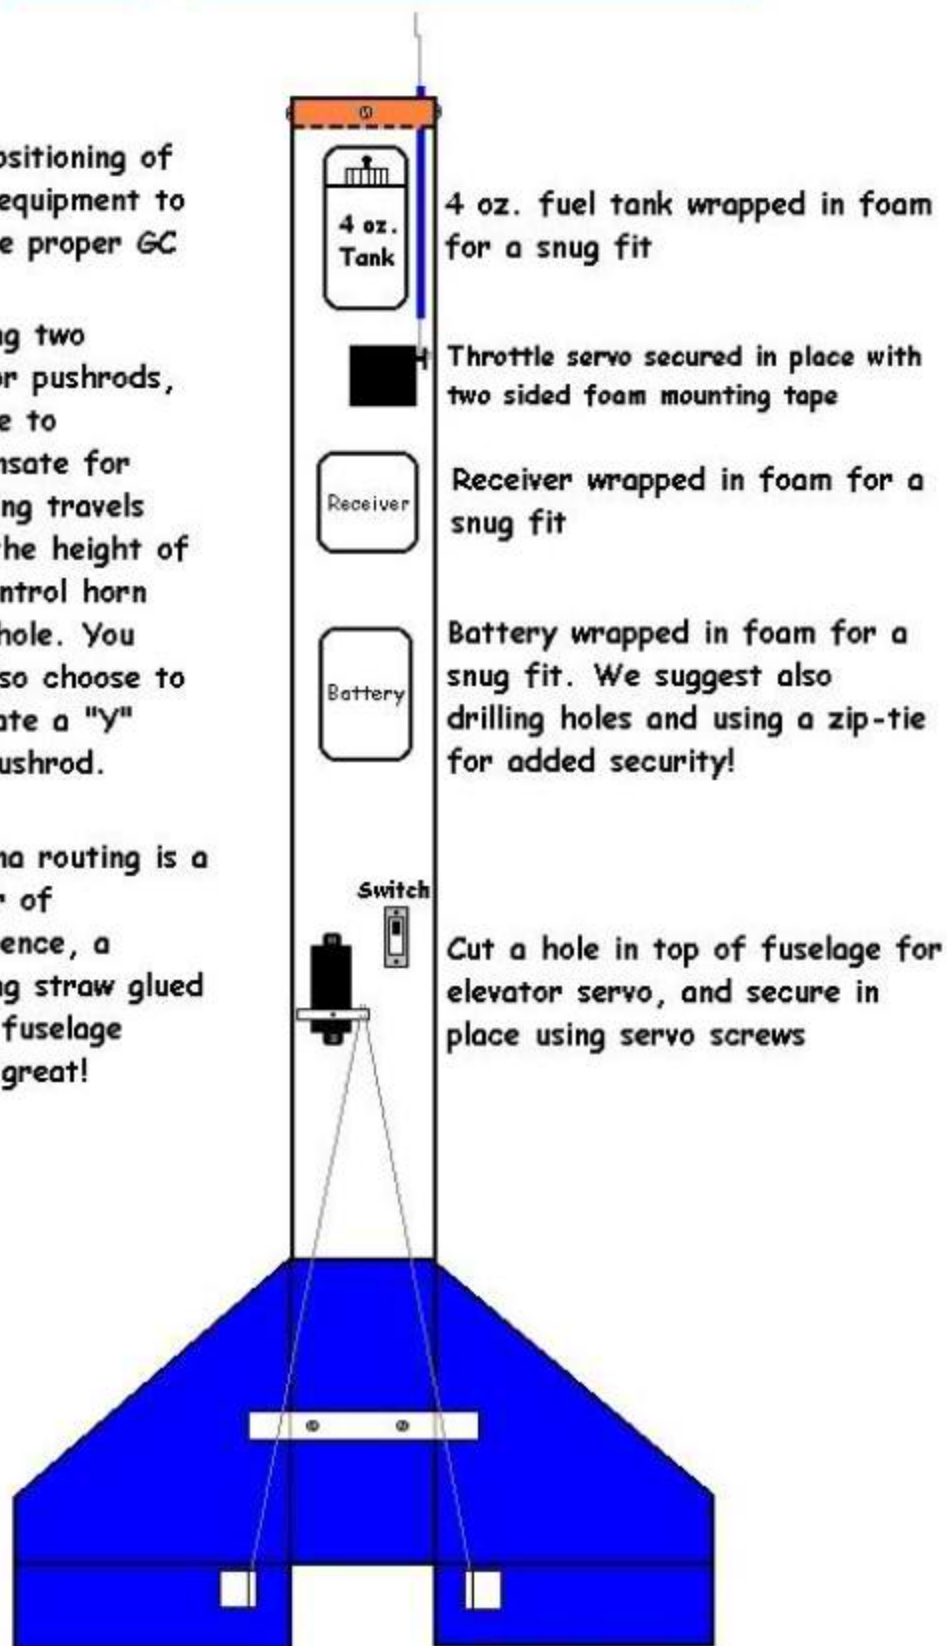 ositioning of
equipment to
e proper GC
ng two
or pushrods,
e to
nsate for
ng travels
the height of
ntrol horn
hole. You
so choose to
ate a "Y"
ushrod.
na routing is a
r of
ence, a
ng straw glued
fuselage
great!
4 oz.
Tank
Receiver
Battery
Switch
4 oz. fuel tank wrapped in foam
for a snug fit
Throttle servo secured in place with
two sided foam mounting tape
Receiver wrapped in foam for a
snug fit
Battery wrapped in foam for a
snug fit. We suggest also
drilling holes and using a zip-tie
for added security!
Cut a hole in top of fuselage for
elevator servo, and secure in
place using servo screws